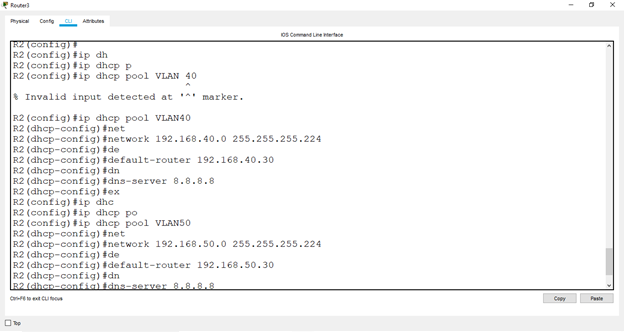 Router3
Physical Config CLI Attributes
IOS Command Line Interface
R2(config)#
R2(config)#ip dh
R2(config)#ip dhcp p
R2(config)#ip dhcp pool VLAN 40
^
% Invalid input detected at '^' marker.
R2(config)#ip dhcp pool VLAN40
R2(dhcp-config)#net
R2(dhcp-config)#network 192.168.40.0 255.255.255.224
R2(dhcp-config)#de
R2(dhcp-config)#default-router 192.168.40.30
R2(dhcp-config)#dn
R2(dhcp-config)#dns-server 8.8.8.8
R2(dhcp-config)#ex
R2(config)#ip dhc
R2(config)#ip dhcp po
R2(config)#ip dhcp pool VLAN50
R2(dhcp-config)#net
R2(dhcp-config)#network 192.168.50.0 255.255.255.224
R2(dhcp-config)#de
R2(dhcp-config)#default-router 192.168.50.30
R2(dhcp-config)#dn
R2(dhcp-config)#dns-server 8.8.8.8
Ctrl+F6 to exit CLI focus
Copy Paste
Top